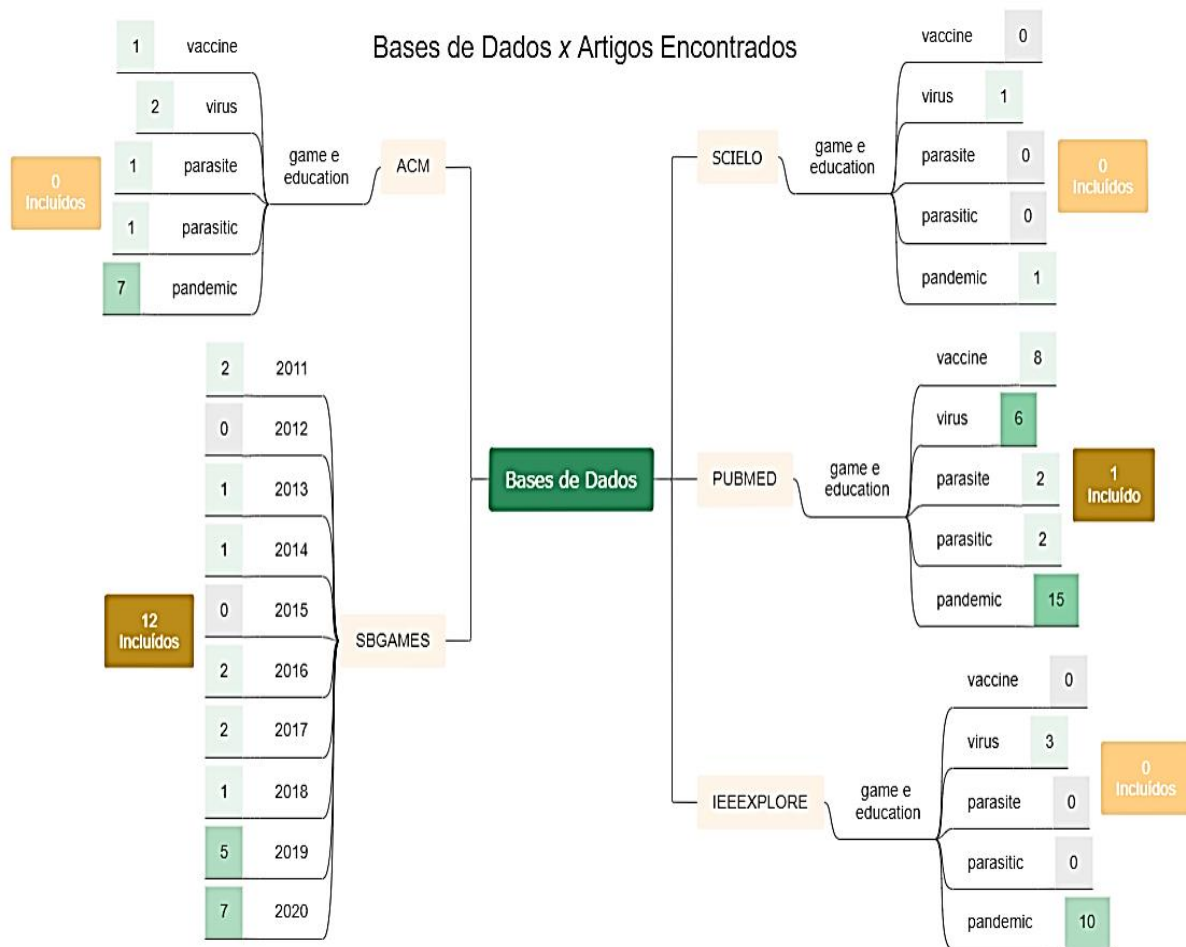 Bases de Dados x Artigos Encontrados
1 vaccine
2 virus
1 parasite
1 parasitic
7 pandemic
0
Incluídos
game e
education
ACM
2 2011
0 2012
1 2013
1 2014
0 2015
2 2016
2 2017
1 2018
5 2019
7 2020
12
Incluídos
SBGAMES
Bases de Dados
SCIELO
game e
education
vaccine 0
virus 1
parasite 0
parasitic 0
pandemic 1
0
Incluídos
PUBMED
game e
education
vaccine 8
virus 6
parasite 2
parasitic 2
pandemic 15
1
Incluído
IEEEXPLORE
game e
education
vaccine 0
virus 3
parasite 0
parasitic 0
pandemic 10
0
Incluídos